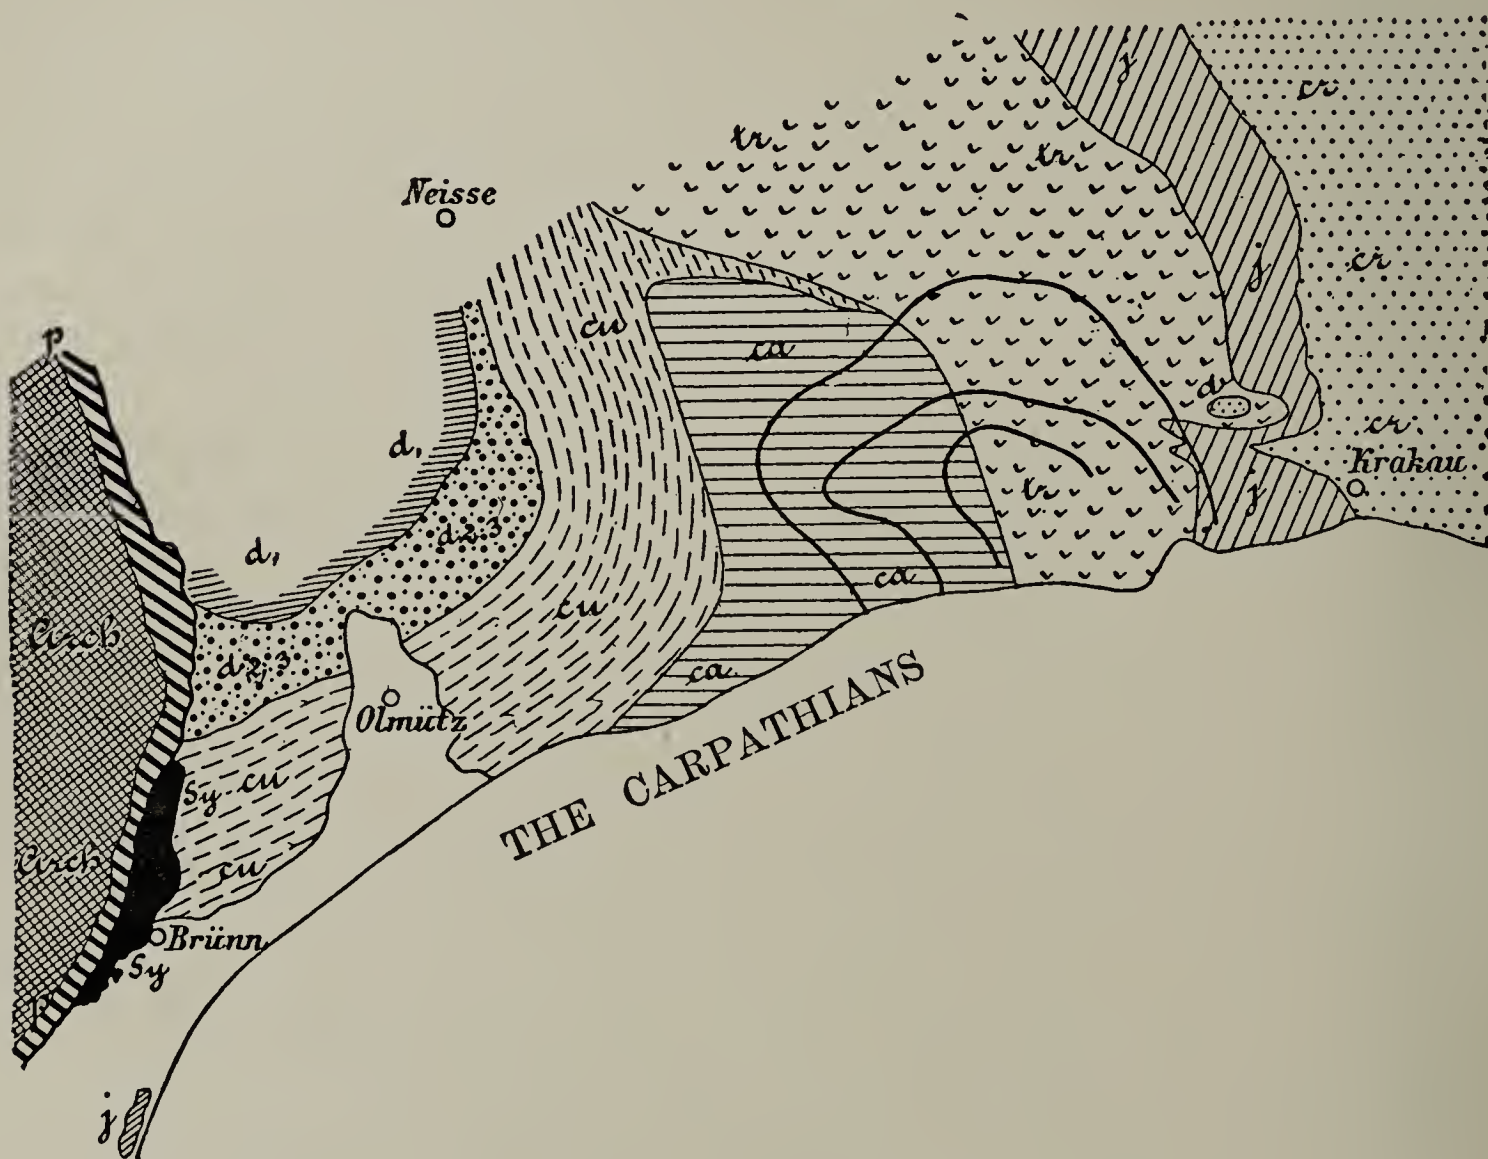 j
cr
tr
tr
Neisse
j
cr
cu
p
ca
d
cr
d,
Krakau
tr
j
d 2·3
d,
ca
cu
Arch
d 2, 3
ca
Olmütz
THE CARPATHIANS
Sy
cu
Arch
cu
Brünn
Sy
p
j